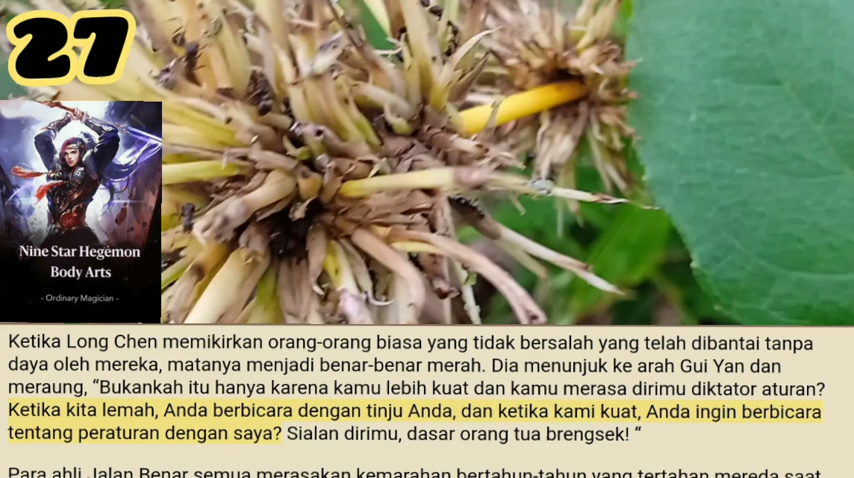 27
Nine Star Hegemon
Body Arts
- Ordinary Magician -
Ketika Long Chen memikirkan orang-orang biasa yang tidak bersalah yang telah dibantai tanpa
daya oleh mereka, matanya menjadi benar-benar merah. Dia menunjuk ke arah Gui Yan dan
meraung, “Bukankah itu hanya karena kamu lebih kuat dan kamu merasa dirimu diktator aturan?
Ketika kita lemah, Anda berbicara dengan tinju Anda, dan ketika kami kuat, Anda ingin berbicara
tentang peraturan dengan saya? Sialan dirimu, dasar orang tua brengsek! “
Para ahli Jalan Benar semua merasakan kemarahan bertahun-tahun yang tertahan mereda saat